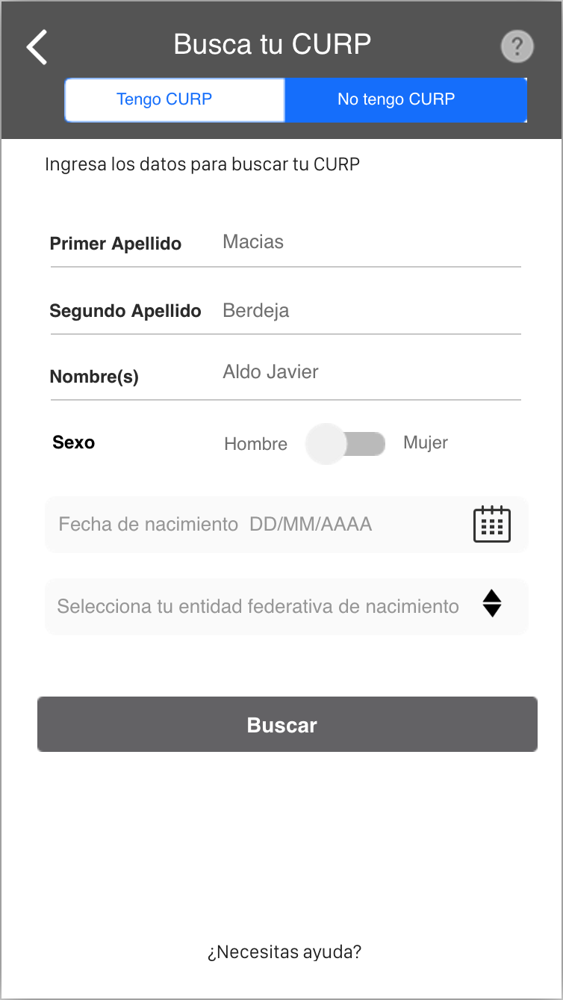 Busca tu CURP
?
Tengo CURP No tengo CURP
Ingresa los datos para buscar tu CURP
Primer Apellido Macias
Segundo Apellido Berdeja
Nombre(s) Aldo Javier
Sexo Hombre Mujer
Fecha de nacimiento DD/MM/AAAA
Selecciona tu entidad federativa de nacimiento
Buscar
¿Necesitas ayuda?